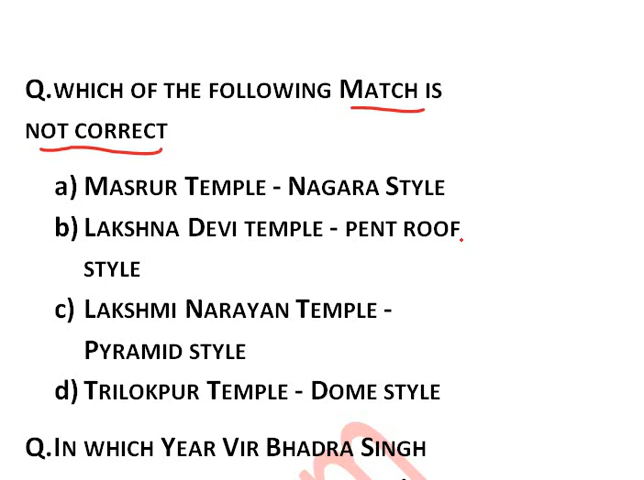 Q.WHICH OF THE FOLLOWING MATCH IS
NOT CORRECT
a) MASRUR TEMPLE - NAGARA STYLE
b) LAKSHNA DEVI TEMPLE - PENT ROOF
STYLE
c) LAKSHMI NARAYAN TEMPLE -
PYRAMID STYLE
d) TRILOKPUR TEMPLE - DOME STYLE
Q.IN WHICH YEAR VIR BHADRA SINGH